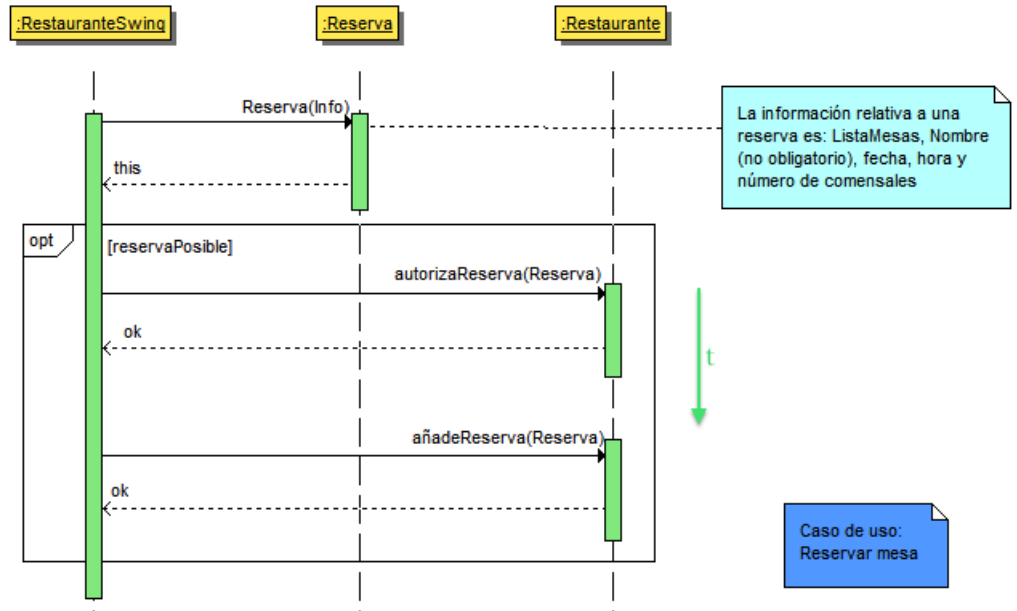 :RestauranteSwing
:Reserva
:Restaurante
Reserva(Info)
La información relativa a una
reserva es: ListaMesas, Nombre
(no obligatorio), fecha, hora y
número de comensales
this
opt
[reservaPosible]
autorizaReserva(Reserva)
ok
t
añadeReserva(Reserva)
ok
Caso de uso:
Reservar mesa